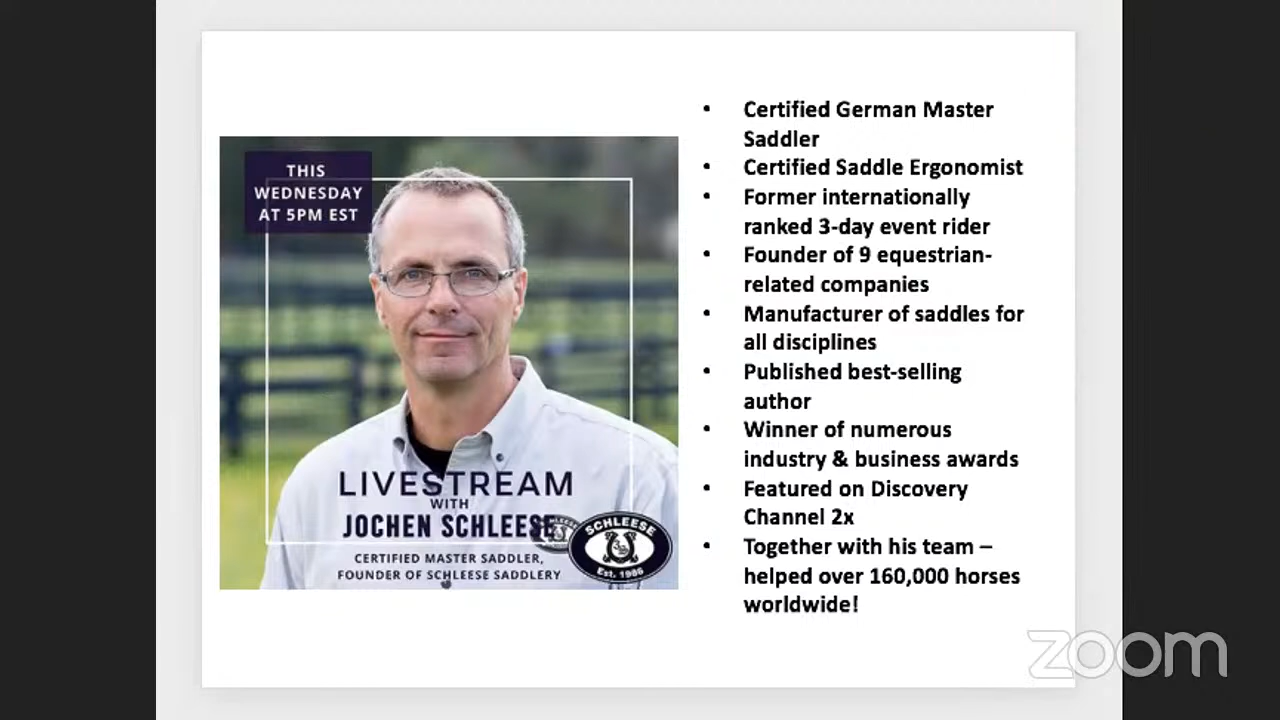 THIS
WEDNESDAY
AT 5PM EST
LIVESTREAM
WITH
JOCHEN SCHLEESE
CERTIFIED MASTER SADDLER,
FOUNDER OF SCHLEESE SADDLERY
SCHLEESE
Est. 1986
• Certified German Master
Saddler
• Certified Saddle Ergonomist
• Former internationally
ranked 3-day event rider
• Founder of 9 equestrian-
related companies
• Manufacturer of saddles for
all disciplines
• Published best-selling
author
• Winner of numerous
industry & business awards
• Featured on Discovery
Channel 2x
• Together with his team –
helped over 160,000 horses
worldwide!
zoom